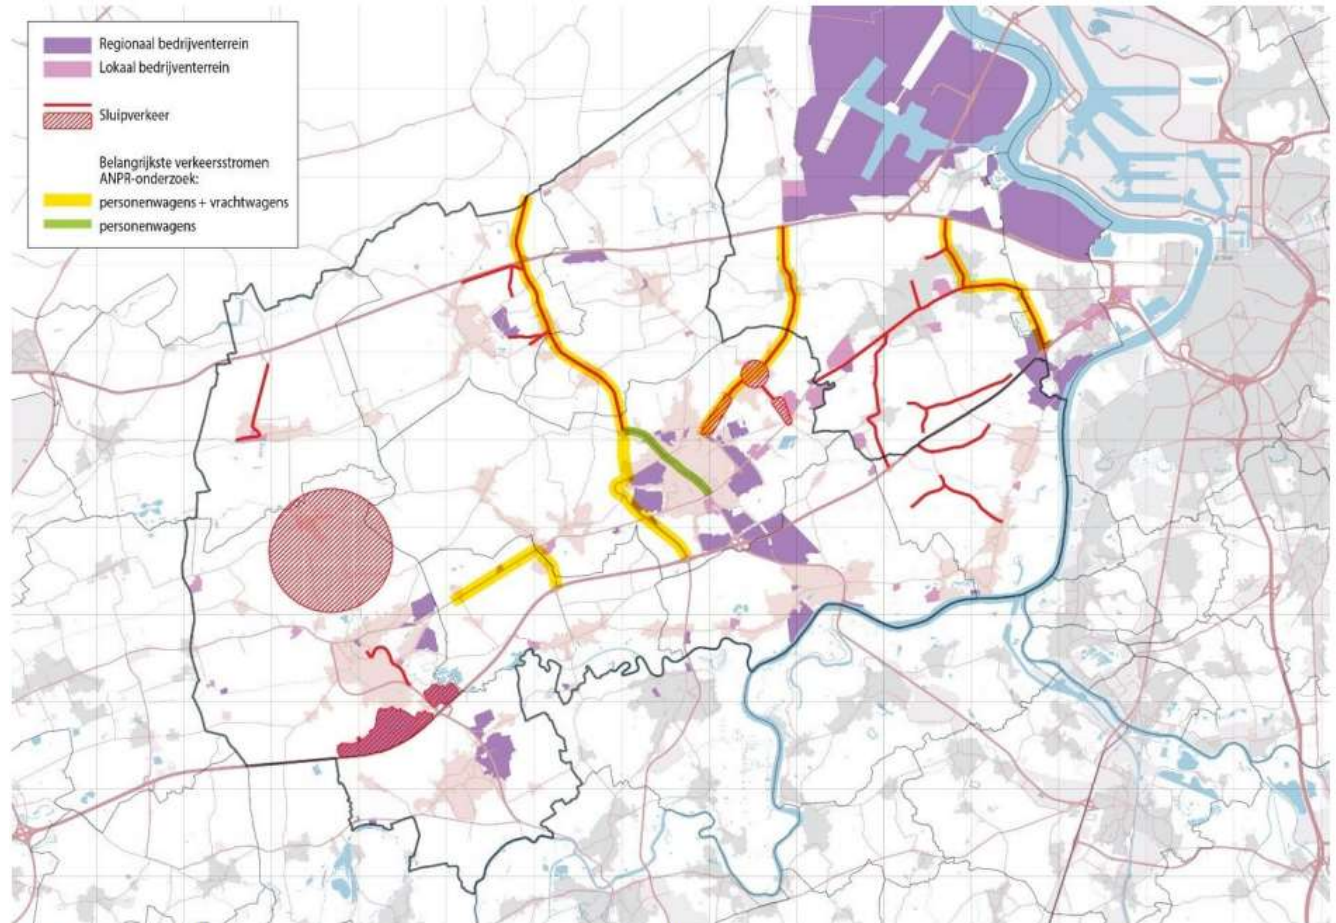 Regionaal bedrijventerrein
Lokaal bedrijventerrein
Sluipverkeer
Belangrijkste verkeersstromen
ANPR-onderzoek:
personenwagens + vrachtwagens
personenwagens